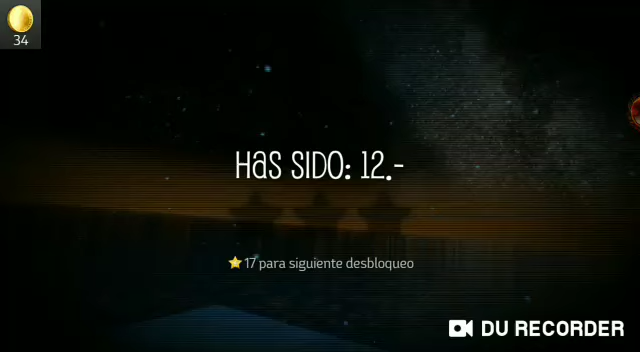 34
Has SIDO: 12.-
17 para siguiente desbloqueo
DU RECORDER